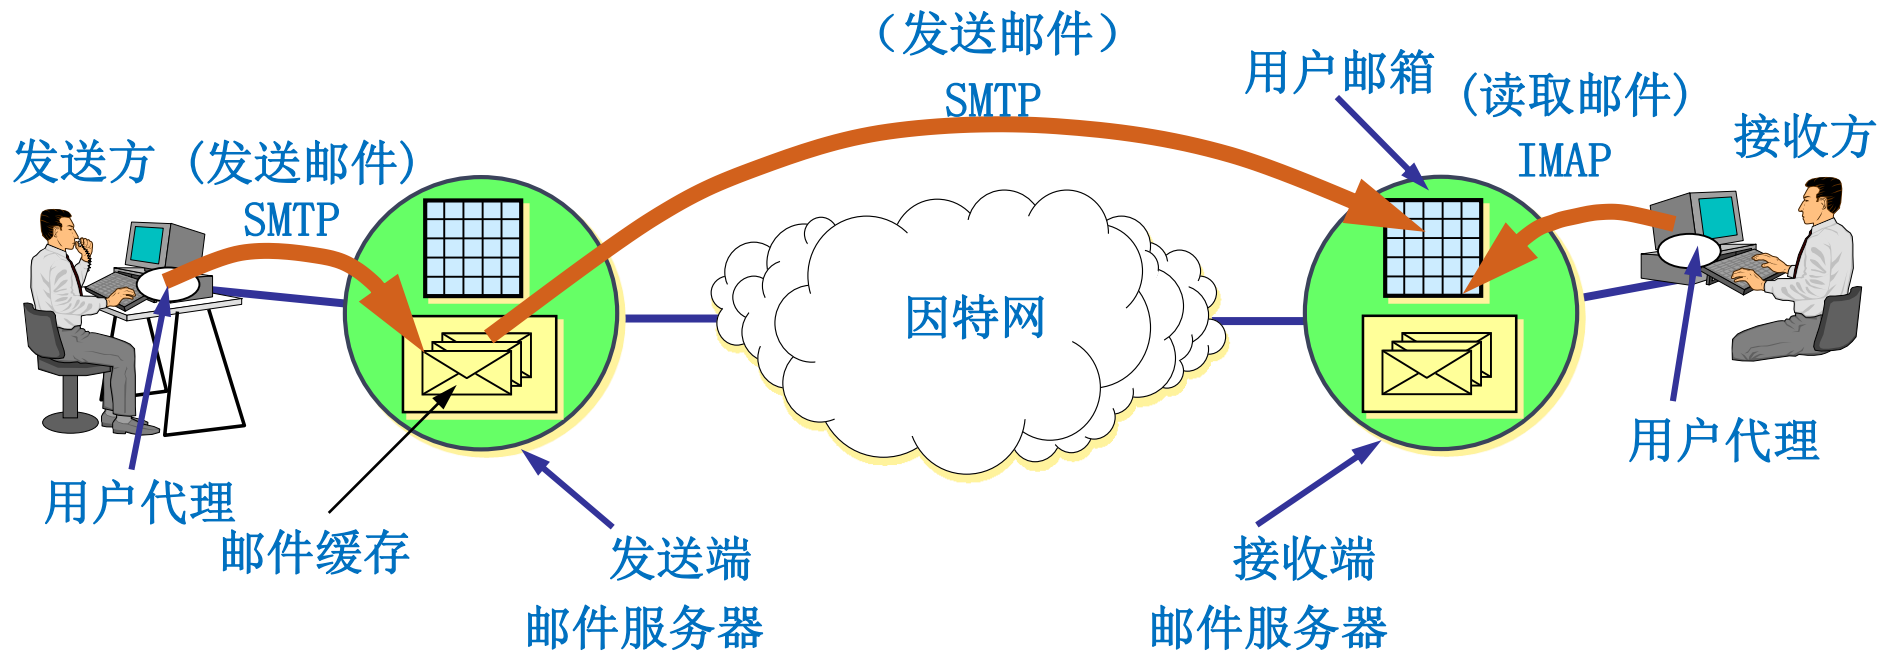 (发送邮件)
SMTP
用户邮箱
(读取邮件)
IMAP
接收方
发送方
(发送邮件)
SMTP
因特网
用户代理
邮件缓存
发送端
邮件服务器
接收端
邮件服务器
用户代理